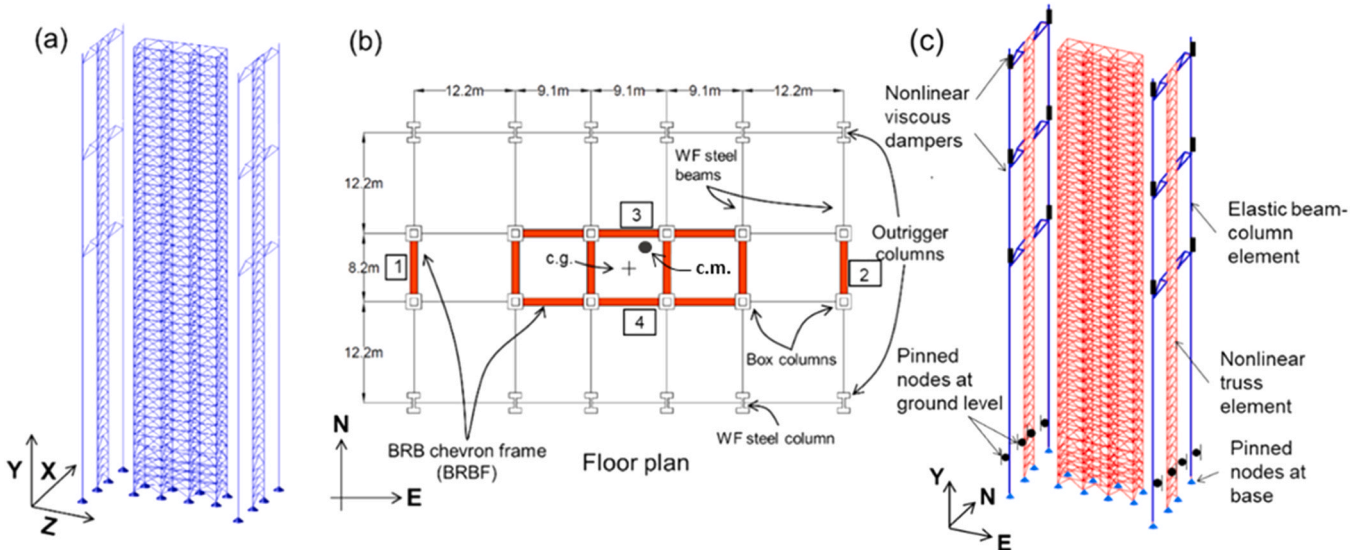 (a)
Y
X
Z
(b)
12.2m
9.1m
9.1m
9.1m
12.2m
12.2m
8.2m
12.2m
WF steel
beams
3
1
c.g.
c.m.
2
4
Outrigger
columns
Box columns
WF steel column
BRB chevron frame
(BRBF)
Floor plan
N
E
(c)
Nonlinear
viscous
dampers
Elastic beam-
column
element
Pinned
nodes at
ground level
Nonlinear
truss
element
Pinned
nodes at
base
Y
N
E